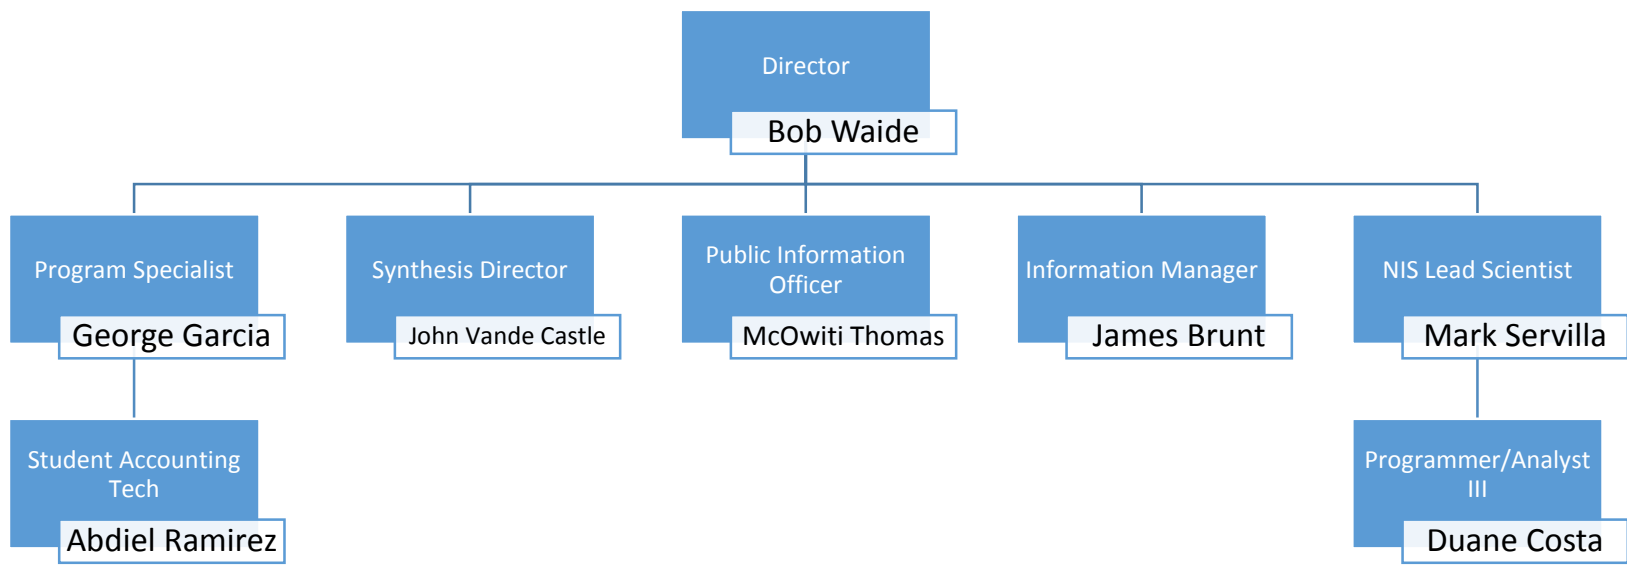 Director
Bob Waide
Program Specialist
George Garcia
Synthesis Director
John Vande Castle
Public Information
Officer
McOwiti Thomas
Information Manager
James Brunt
NIS Lead Scientist
Mark Servilla
Student Accounting
Tech
Abdiel Ramirez
Programmer/Analyst
III
Duane Costa